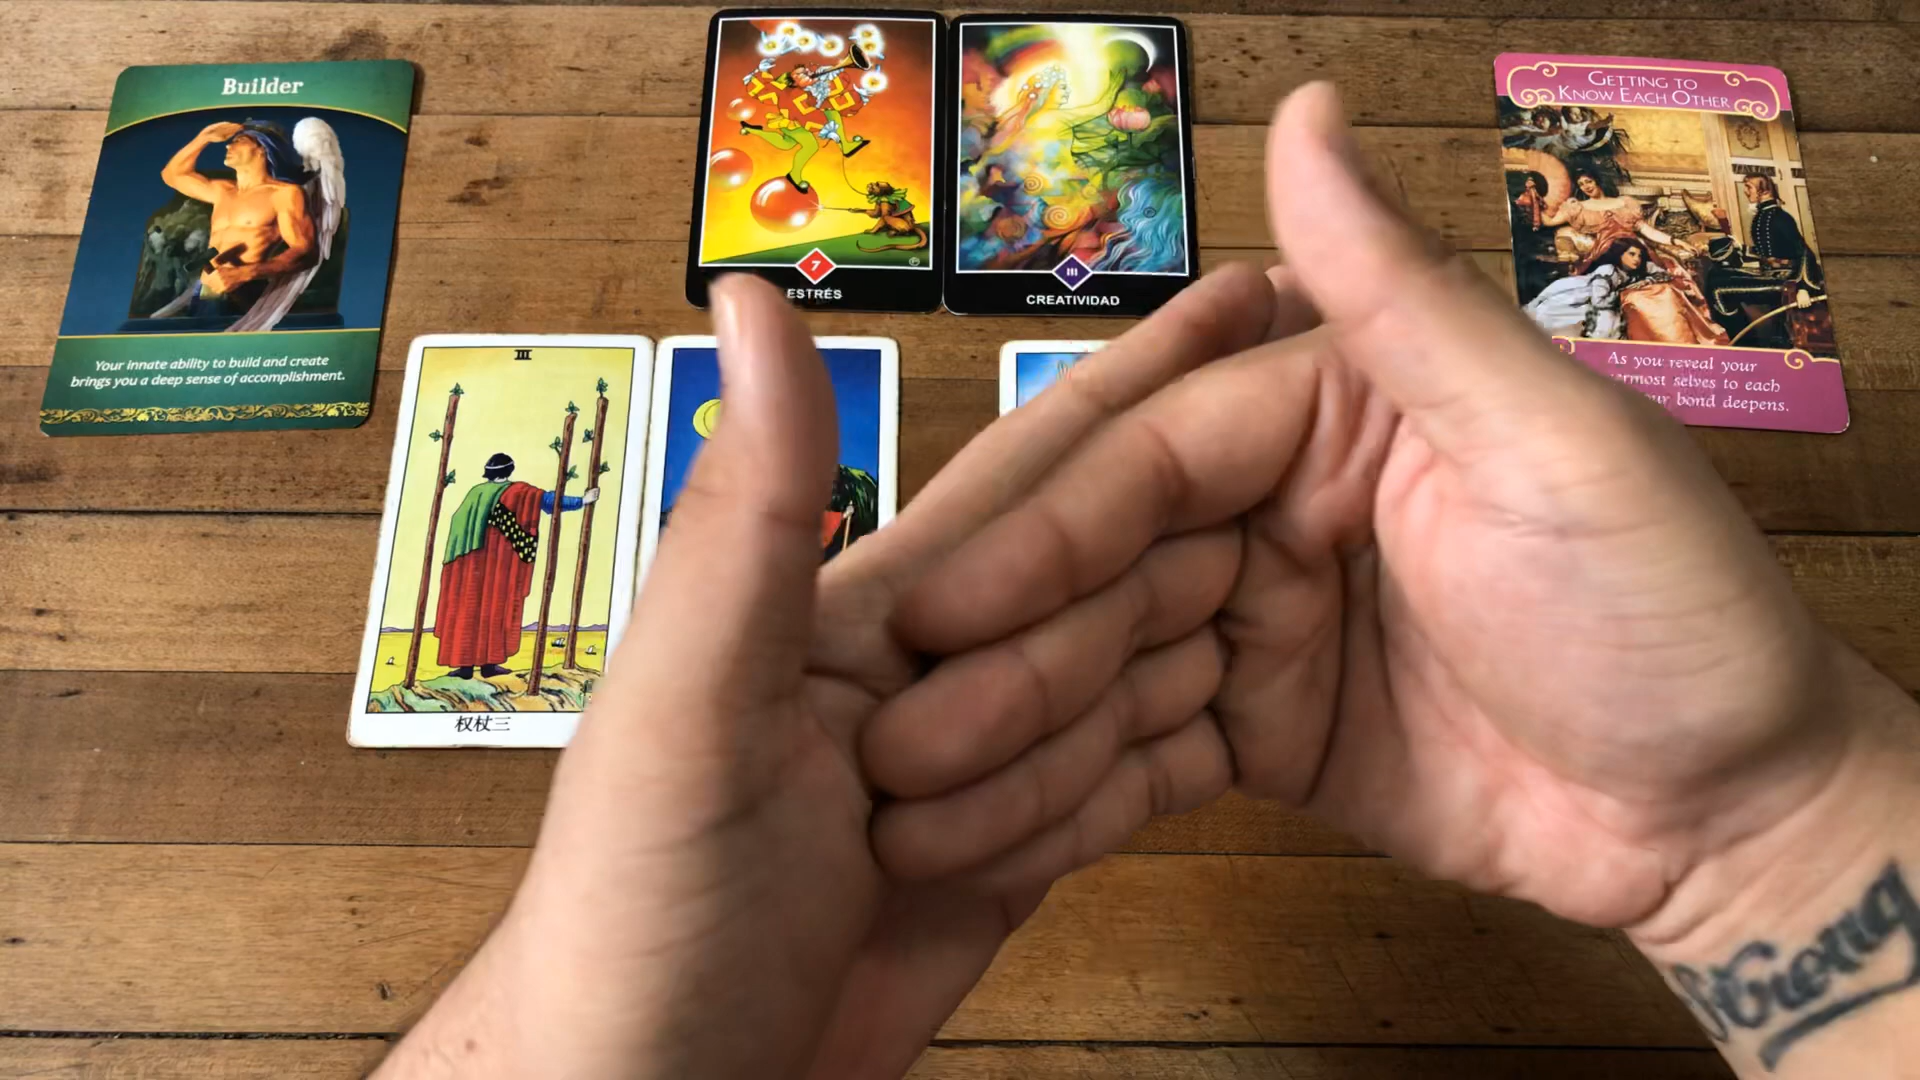 Builder
Your innate ability to build and create
brings you a deep sense of accomplishment.
7
ESTRÉS
III
CREATIVIDAD
GETTING TO
KNOW EACH OTHER
As you reveal your
selves to each
bond deepens.
III
权杖三
Strong